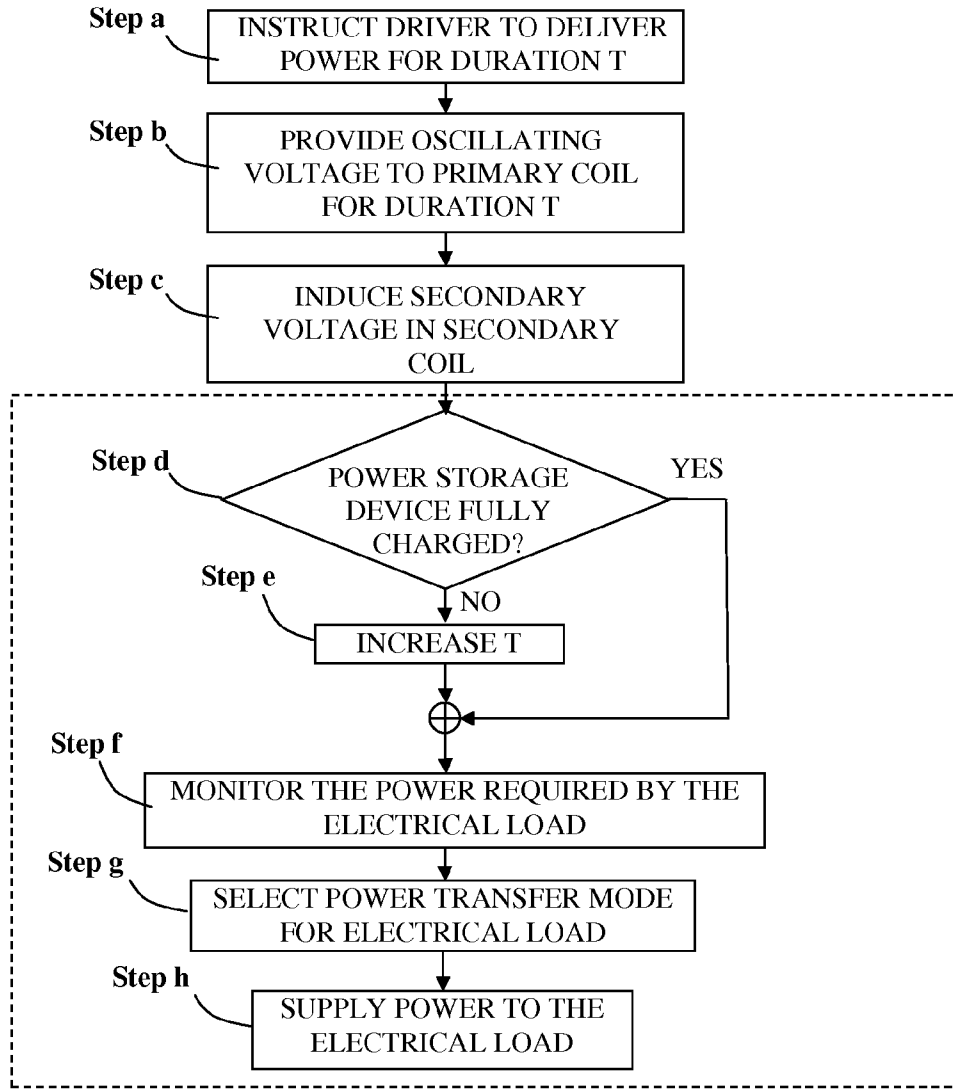 Step a
INSTRUCT DRIVER TO DELIVER
POWER FOR DURATION T
Step b
PROVIDE OSCILLATING
VOLTAGE TO PRIMARY COIL
FOR DURATION T
Step c
INDUCE SECONDARY
VOLTAGE IN SECONDARY
COIL
Step d
POWER STORAGE
DEVICE FULLY
CHARGED?
YES
Step e
NO
INCREASE T
Step f
MONITOR THE POWER REQUIRED BY THE
ELECTRICAL LOAD
Step g
SELECT POWER TRANSFER MODE
FOR ELECTRICAL LOAD
Step h
SUPPLY POWER TO THE
ELECTRICAL LOAD